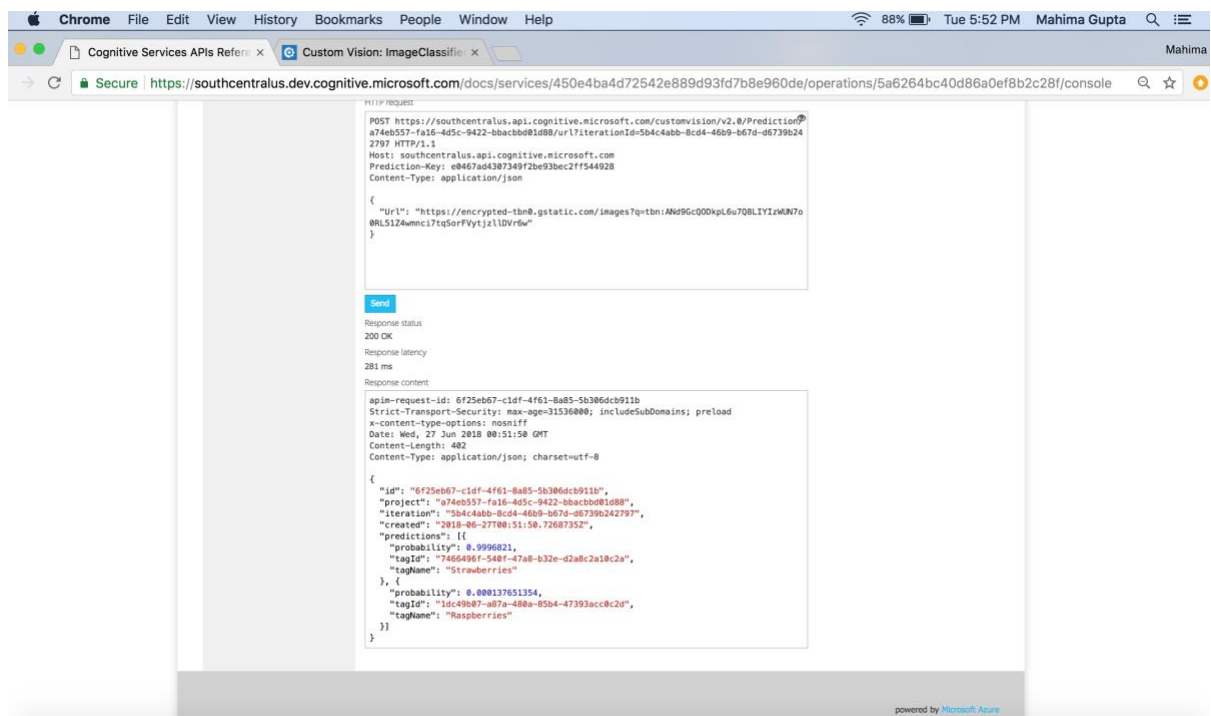 Chrome File Edit View History Bookmarks People Window Help 88% Tue 5:52 PM Mahima Gupta
Cognitive Services APIs Refere × Custom Vision: ImageClassifie × Mahima
Secure https://southcentralus.dev.cognitive.microsoft.com/docs/services/450e4ba4d72542e889d93fd7b8e960de/operations/5a6264bc40d86a0ef8b2c28f/console
HTTP request
POST https://southcentralus.api.cognitive.microsoft.com/customvision/v2.0/Prediction/
a74eb557-fa16-4d5c-9422-bbacbbd01d88/url?iterationId=5b4c4abb-8cd4-46b9-b67d-d6739b24
2797 HTTP/1.1
Host: southcentralus.api.cognitive.microsoft.com
Prediction-Key: e0467ad4307349f2be93bec2ff544928
Content-Type: application/json
{
"Url": "https://encrypted-tbn0.gstatic.com/images?q=tbn:ANd9GcQODkpL6u7Q8LIYIzWUN7o
0RL51Z4wmnci7tqSorFVytjzllDVr6w"
}
Send
Response status
200 OK
Response latency
281 ms
Response content
apim-request-id: 6f25eb67-c1df-4f61-8a85-5b306dcb911b
Strict-Transport-Security: max-age=31536000; includeSubDomains; preload
x-content-type-options: nosniff
Date: Wed, 27 Jun 2018 00:51:50 GMT
Content-Length: 402
Content-Type: application/json; charset=utf-8
{
"id": "6f25eb67-c1df-4f61-8a85-5b306dcb911b",
"project": "a74eb557-fa16-4d5c-9422-bbacbbd01d88",
"iteration": "5b4c4abb-8cd4-46b9-b67d-d6739b242797",
"created": "2018-06-27T00:51:50.7268735Z",
"predictions": [{
"probability": 0.9996821,
"tagId": "7466496f-540f-47a8-b32e-d2a8c2a10c2a",
"tagName": "Strawberries"
}, {
"probability": 0.000137651354,
"tagId": "1dc49b07-a87a-480a-85b4-47393acc0c2d",
"tagName": "Raspberries"
}]
}
powered by Microsoft Azure